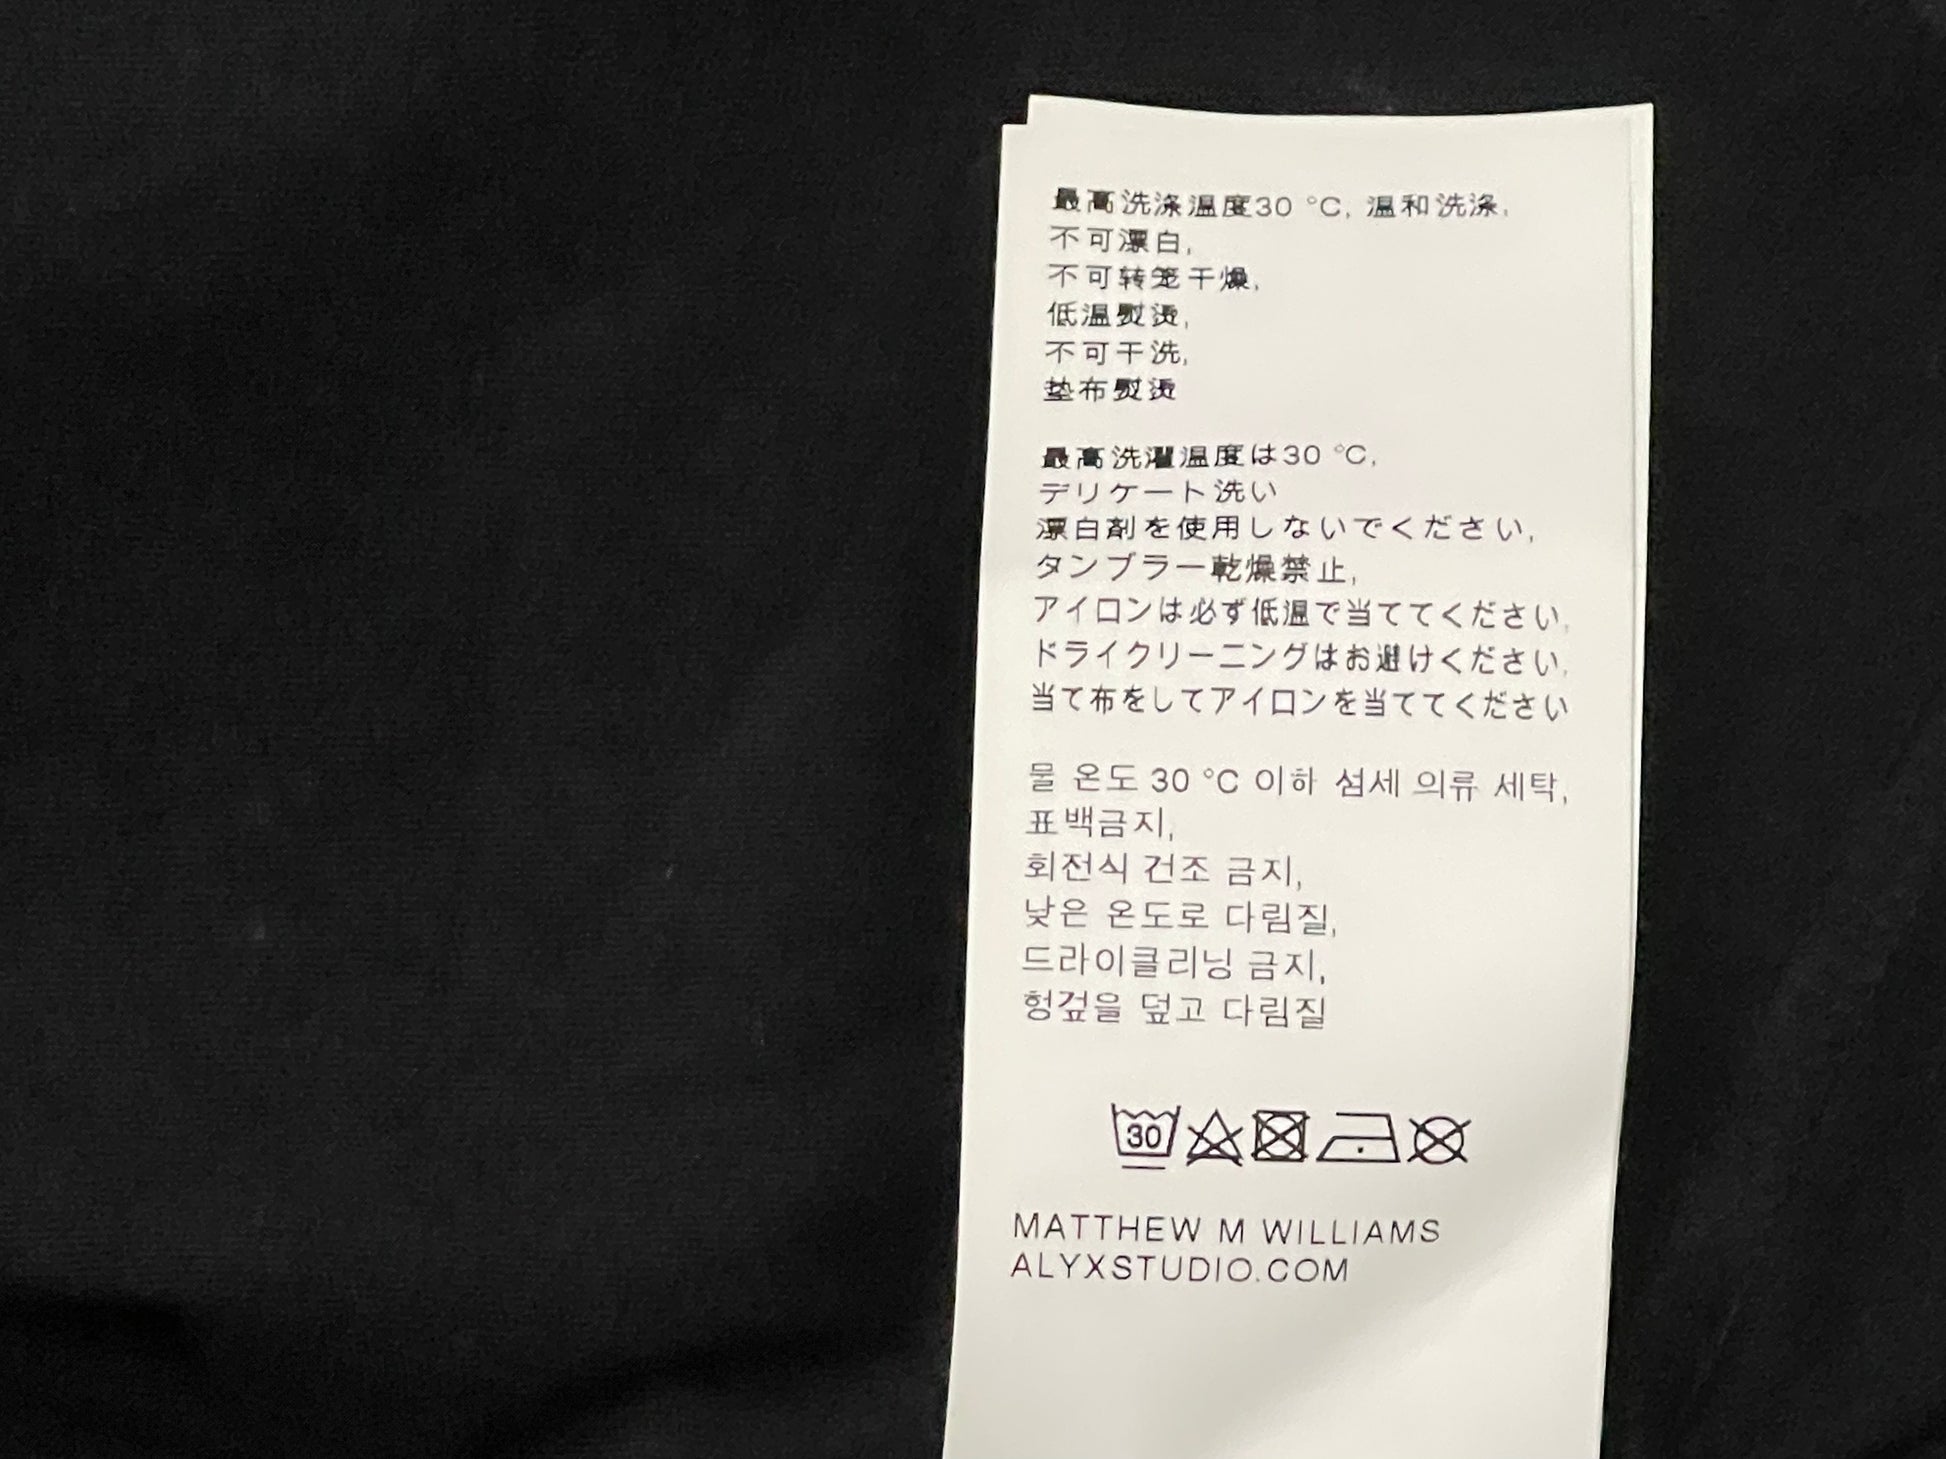 最高洗涤温度30 °C, 温和洗涤,
不可漂白,
不可转笼干燥,
低温熨烫,
不可干洗,
垫布熨烫
最高洗濯温度は30 °C,
デリケート洗い
漂白剤を使用しないでください,
タンブラー乾燥禁止,
アイロンは必ず低温で当ててください,
ドライクリーニングはお避けください,
当て布をしてアイロンを当ててください
물 온도 30 °C 이하 섬세 의류 세탁,
표백금지,
회전식 건조 금지,
낮은 온도로 다림질,
드라이클리닝 금지,
헝겊을 덮고 다림질
30
MATTHEW M WILLIAMS
ALYXSTUDIO.COM